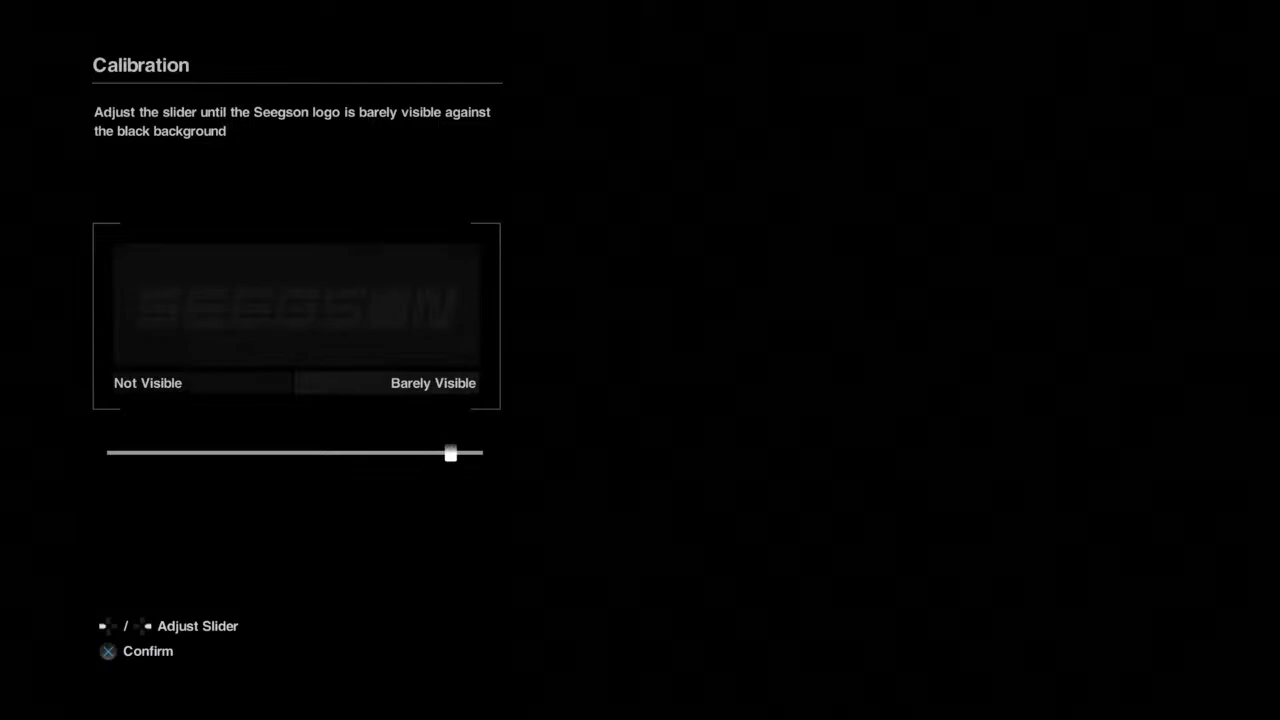 Calibration
Adjust the slider until the Seegson logo is barely visible against
the black background
SEEGSON
Not Visible
Barely Visible
/ Adjust Slider
Confirm